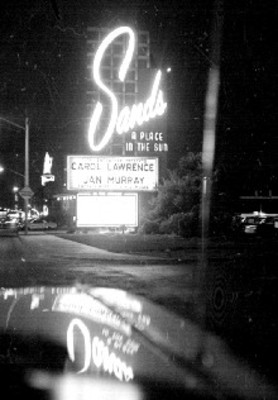 Sands
A PLACE
IN THE SUN
CAROL LAWRENCE
JAN MURRAY